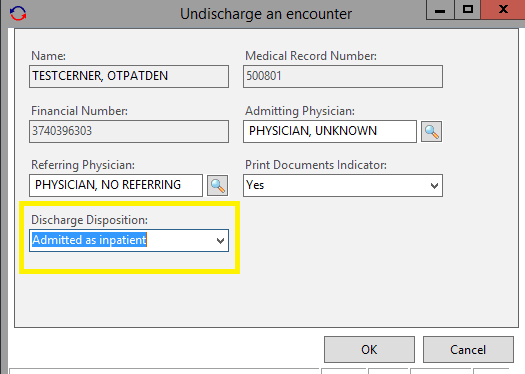 Undischarge an encounter
Name:
Medical Record Number:
TESTCERNER, OTPATDEN
500801
Financial Number:
Admitting Physician:
3740396303
PHYSICIAN, UNKNOWN
Referring Physician:
Print Documents Indicator:
PHYSICIAN, NO REFERRING
Yes
Discharge Disposition:
Admitted as inpatient
OK
Cancel